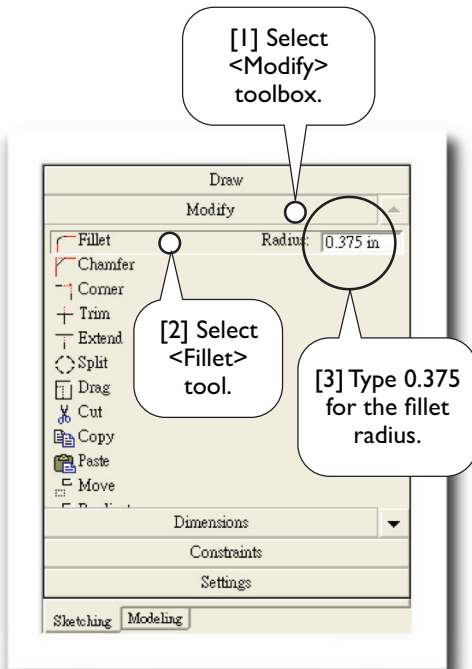 [1] Select
<Modify>
toolbox.
Draw
Modify
Fillet Radius: 0.375 in
Chamfer
Corner
Trim
Extend
Split
Drag
Cut
Copy
Paste
Move
[2] Select
<Fillet>
tool.
[3] Type 0.375
for the fillet
radius.
Dimensions
Constraints
Settings
Sketching Modeling